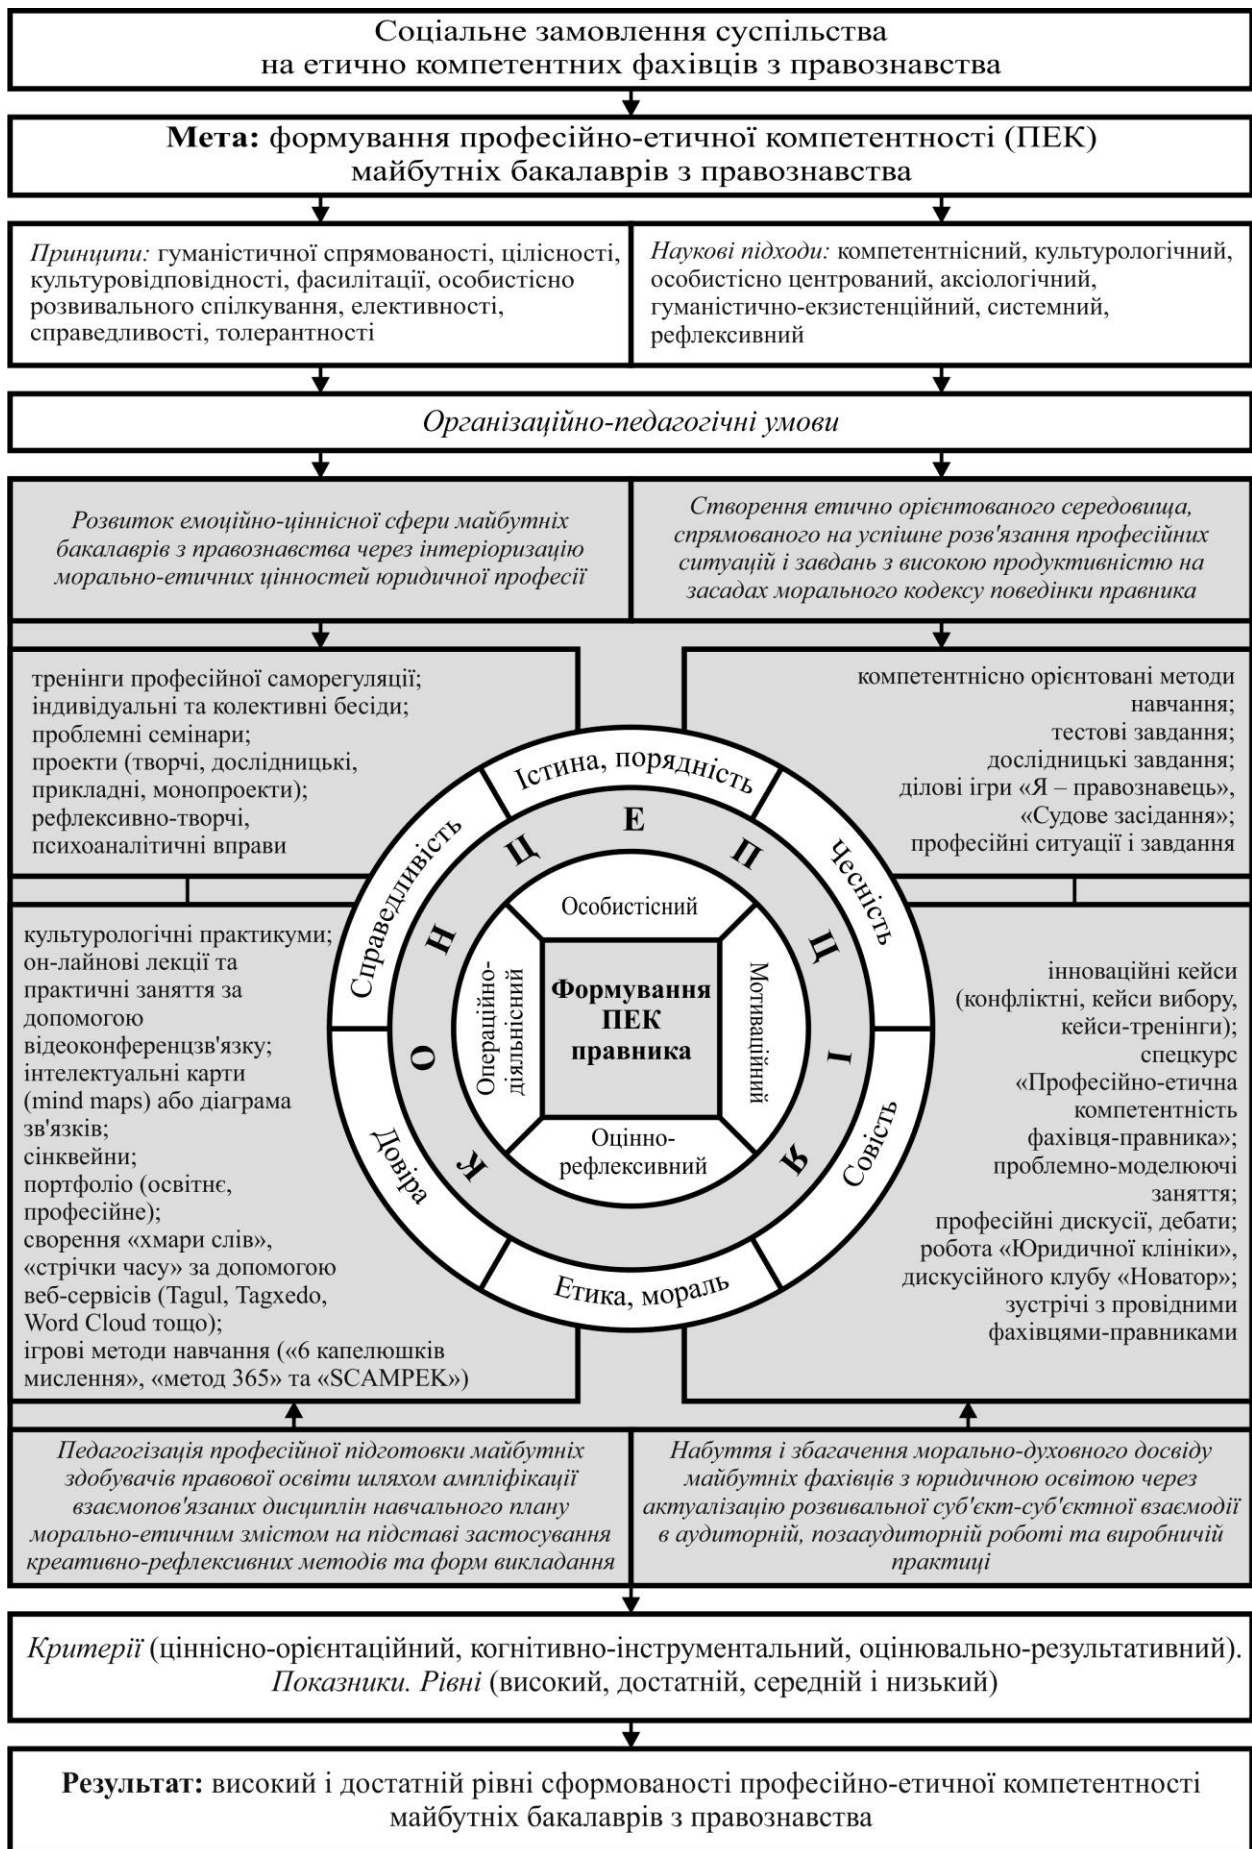 Соціальне замовлення суспільства
на етично компетентних фахівців з правознавства
Мета: формування професійно-етичної компетентності (ПЕК)
майбутніх бакалаврів з правознавства
Принципи: гуманістичної спрямованості, цілісності,
культуровідповідності, фасилітації, особистісно
розвивального спілкування, елективності,
справедливості, толерантності
Наукові підходи: компетентнісний, культурологічний,
особистісно центрований, аксіологічний,
гуманістично-екзистенційний, системний,
рефлексивний
Організаційно-педагогічні умови
Розвиток емоційно-ціннісної сфери майбутніх
бакалаврів з правознавства через інтеріоризацію
морально-етичних цінностей юридичної професії
Створення етично орієнтованого середовища,
спрямованого на успішне розв'язання професійних
ситуацій і завдань з високою продуктивністю на
засадах морального кодексу поведінки правника
тренінги професійної саморегуляції;
індивідуальні та колективні бесіди;
проблемні семінари;
проекти (творчі, дослідницькі,
прикладні, монопроекти);
рефлексивно-творчі,
психоаналітичні вправи
компетентнісно орієнтовані методи
навчання;
тестові завдання;
дослідницькі завдання;
ділові ігри «Я – правознавець»,
«Судове засідання»;
професійні ситуації і завдання
Істина, порядність
Чесність
Совість
Етика, мораль
Довіра
Справедливість
КОНЦЕПЦІЯ
Особистісний
Мотиваційний
Оцінно-
рефлексивний
Операційно-
діяльнісний
Формування
ПЕК
правника
культурологічні практикуми;
он-лайнові лекції та
практичні заняття за
допомогою
відеоконференцзв'язку;
інтелектуальні карти
(mind maps) або діаграма
зв'язків;
сінквейни;
портфоліо (освітнє,
професійне);
сворення «хмари слів»,
«стрічки часу» за допомогою
веб-сервісів (Tagul, Tagxedo,
Word Cloud тощо);
ігрові методи навчання («6 капелюшків
мислення», «метод 365» та «SCAMPEK»)
інноваційні кейси
(конфліктні, кейси вибору,
кейси-тренінги);
спецкурс
«Професійно-етична
компетентність
фахівця-правника»;
проблемно-моделюючі
заняття;
професійні дискусії, дебати;
робота «Юридичної клініки»,
дискусійного клубу «Новатор»;
зустрічі з провідними
фахівцями-правниками
Педагогізація професійної підготовки майбутніх
здобувачів правової освіти шляхом ампліфікації
взаємопов'язаних дисциплін навчального плану
морально-етичним змістом на підставі застосування
креативно-рефлексивних методів та форм викладання
Набуття і збагачення морально-духовного досвіду
майбутніх фахівців з юридичною освітою через
актуалізацію розвивальної суб'єкт-суб'єктної взаємодії
в аудиторній, позааудиторній роботі та виробничій
практиці
Критерії (ціннісно-орієнтаційний, когнітивно-інструментальний, оцінювально-результативний).
Показники. Рівні (високий, достатній, середній і низький)
Результат: високий і достатній рівні сформованості професійно-етичної компетентності
майбутніх бакалаврів з правознавства